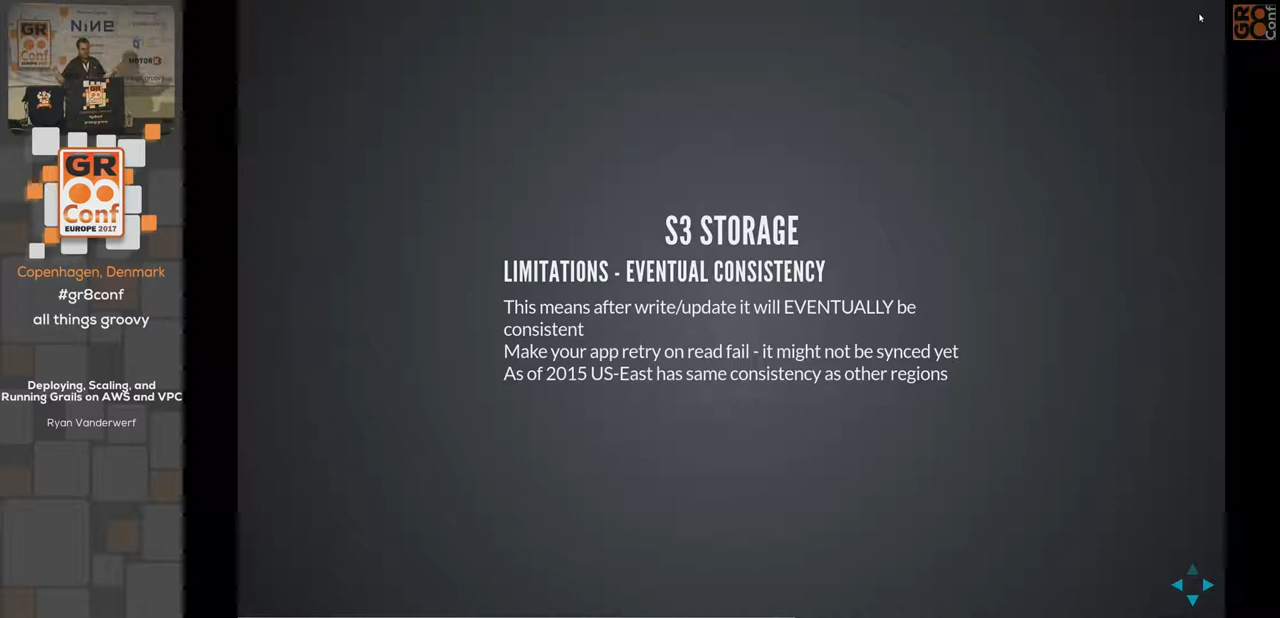 NiNE
MOTOR
GR
Conf
EUROPE 2017
Copenhagen, Denmark
#gr8conf
all things groovy
Deploying, Scaling, and
Running Grails on AWS and VPC
Ryan Vanderwerf
S3 STORAGE
LIMITATIONS - EVENTUAL CONSISTENCY
This means after write/update it will EVENTUALLY be
consistent
Make your app retry on read fail - it might not be synced yet
As of 2015 US-East has same consistency as other regions
GR
Conf